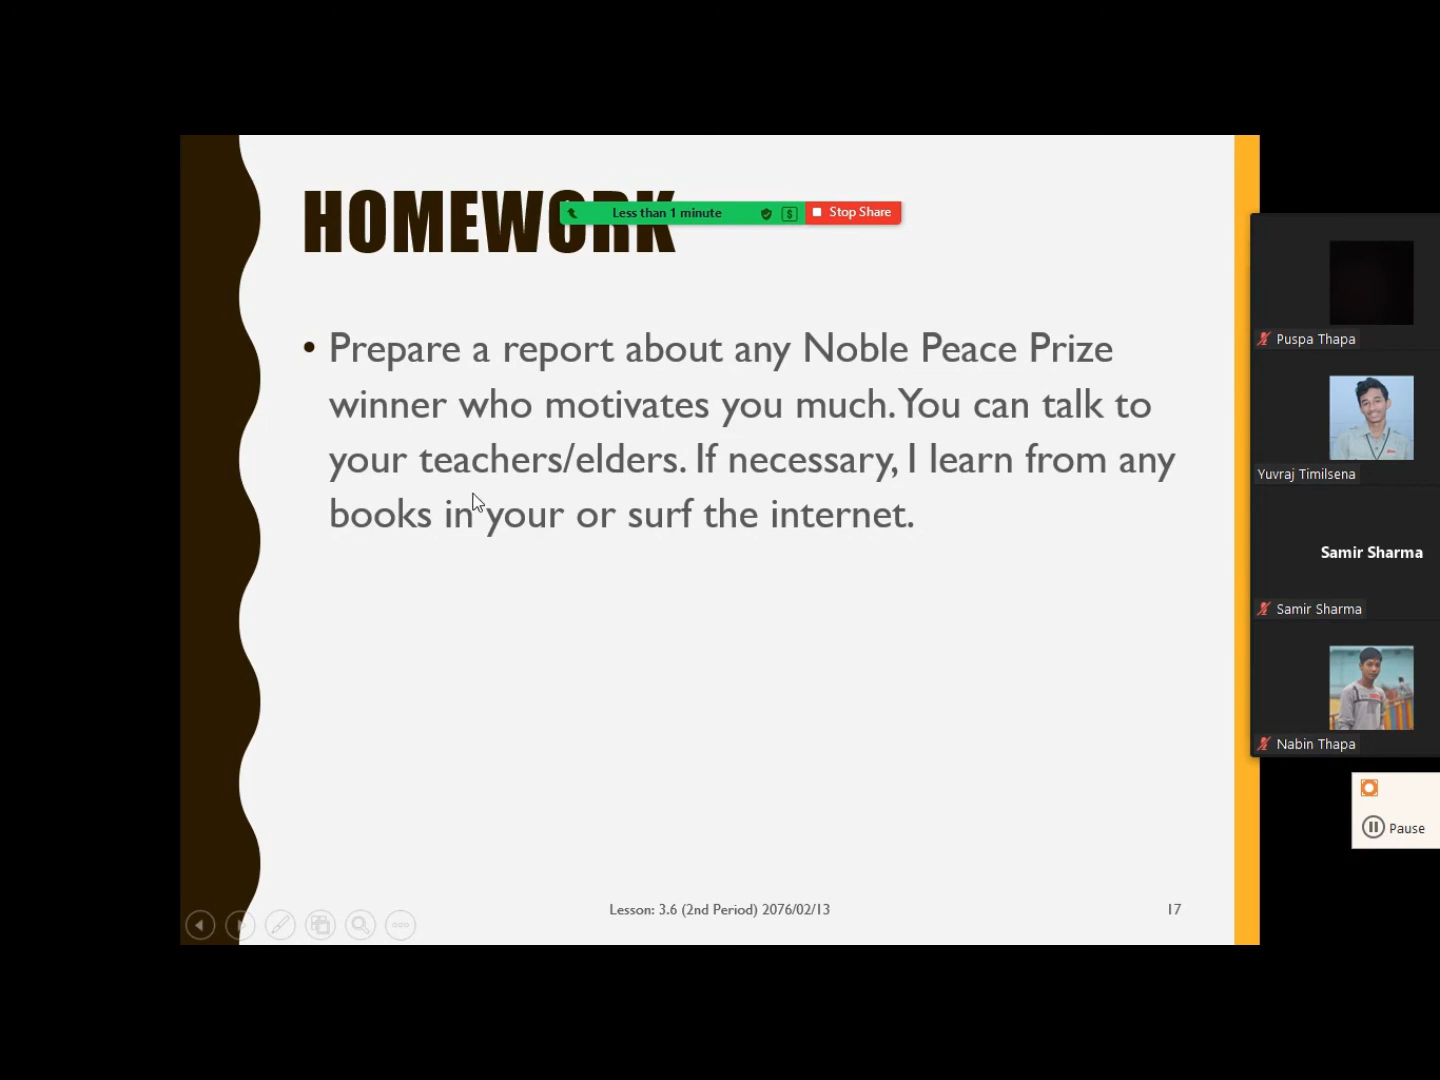 HOMEWORK
Less than 1 minute
$
Stop Share
• Prepare a report about any Noble Peace Prize
winner who motivates you much. You can talk to
your teachers/elders. If necessary, I learn from any
books in your or surf the internet.
Lesson: 3.6 (2nd Period) 2076/02/13
17
Puspa Thapa
Yuvraj Timilsena
Samir Sharma
Samir Sharma
Nabin Thapa
Pause